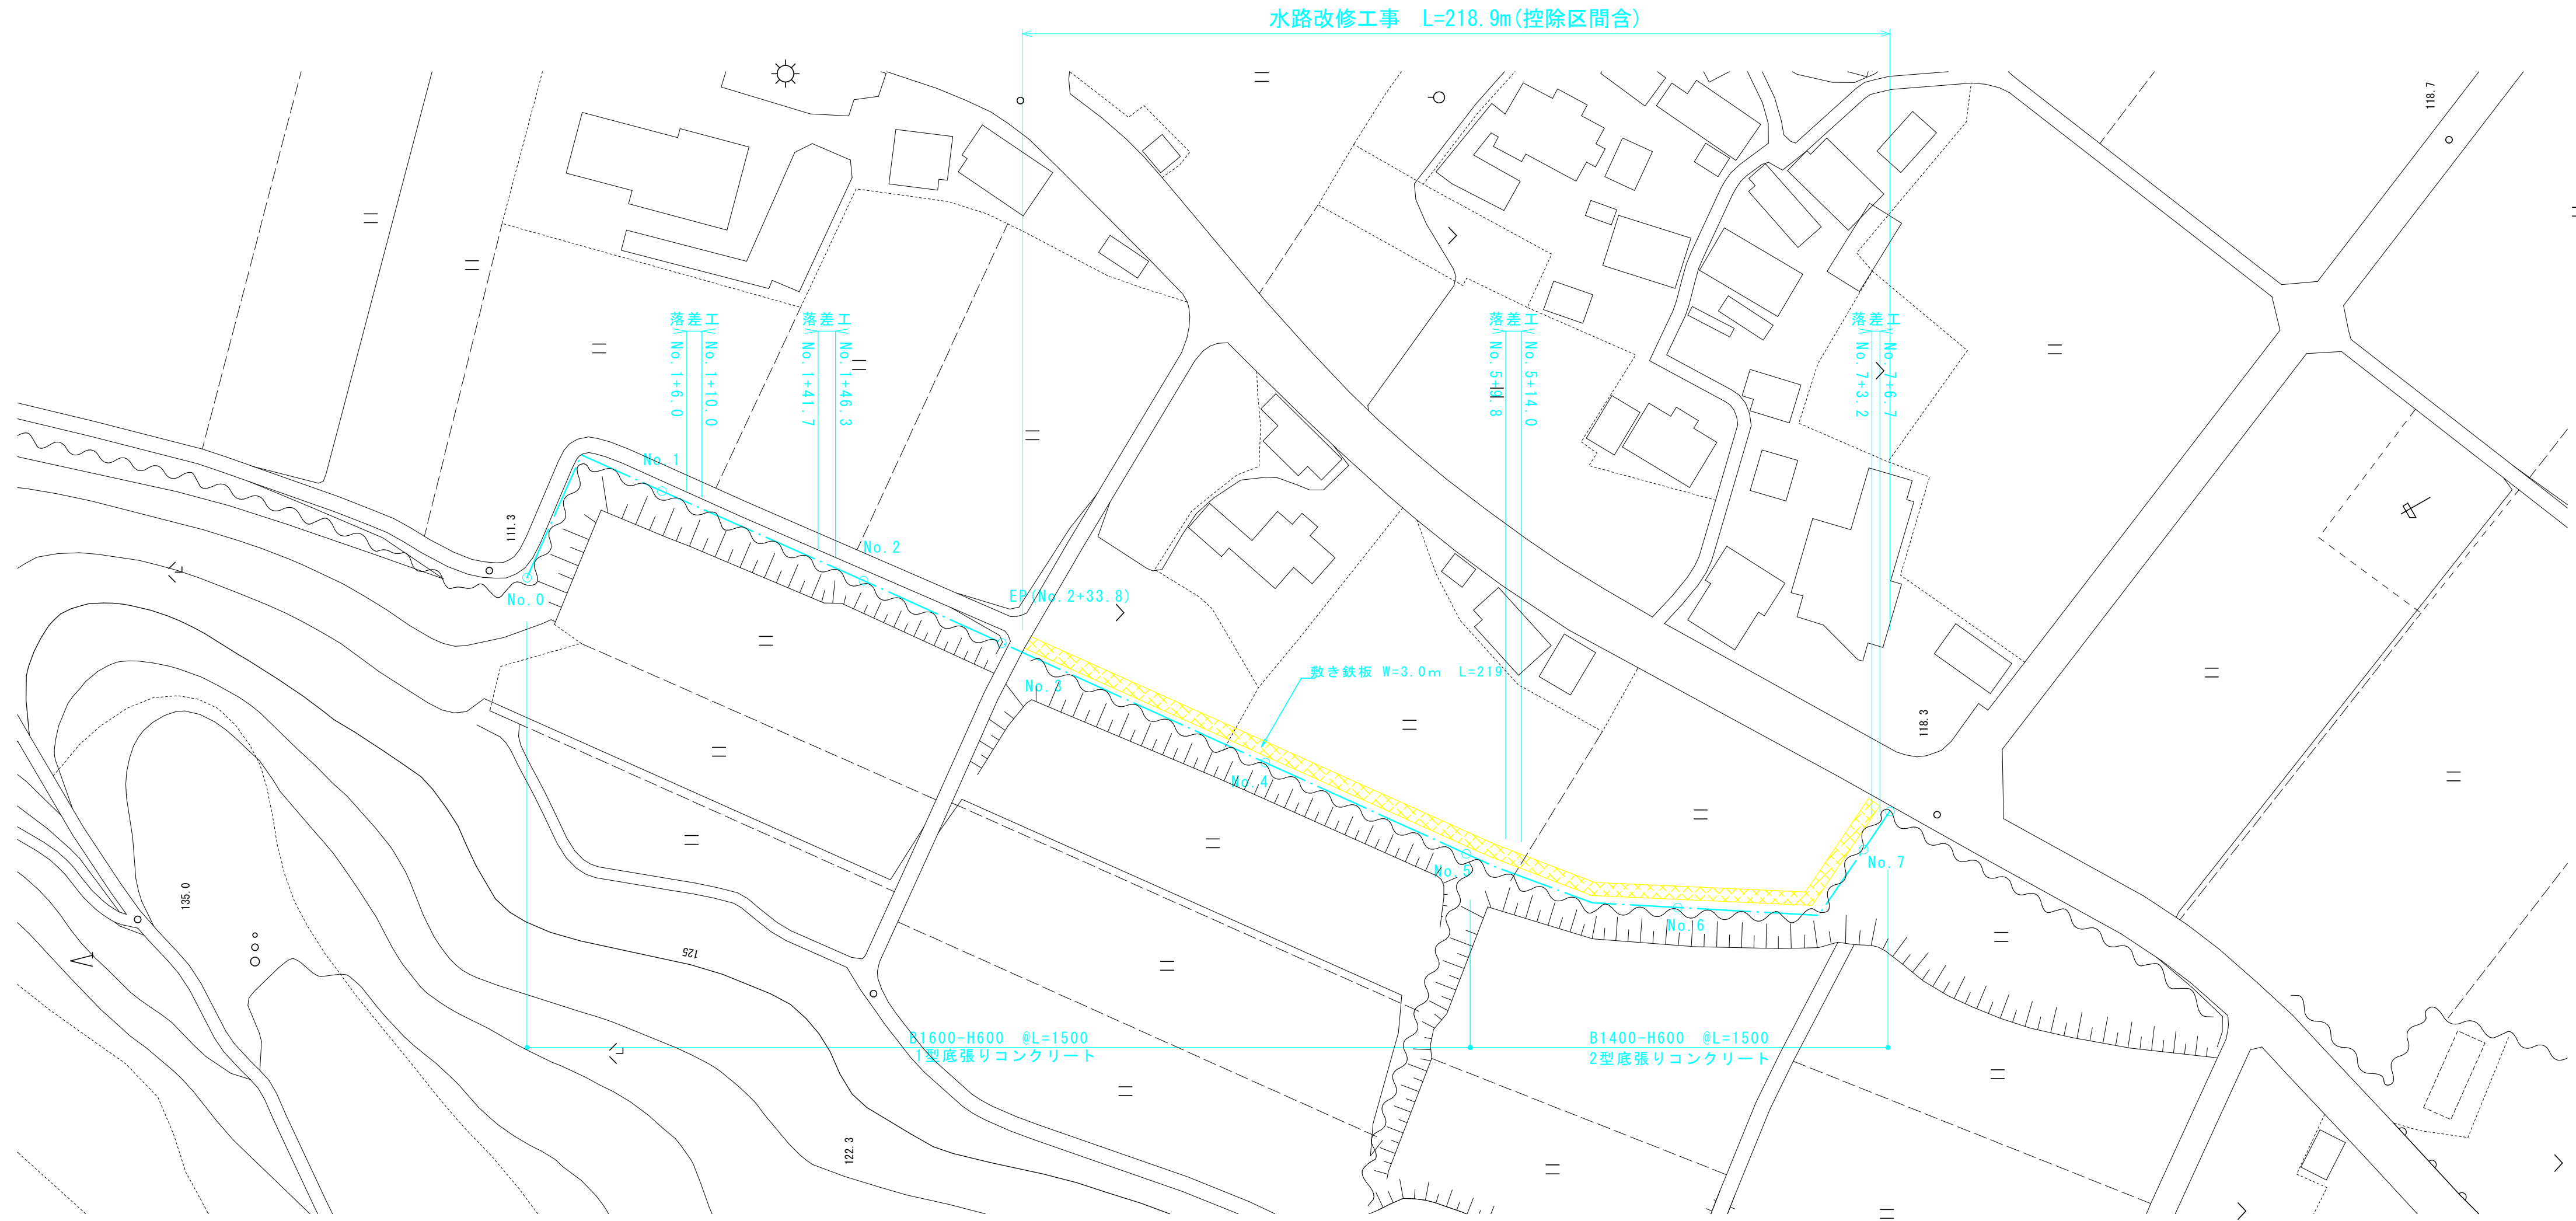 水路改修工事　L=218.9m(控除区間含)
118.7
落差工
No.1+6.0
No.1+10.0
落差工
No.1+41.7
No.1+46.3
落差工
No.5+9.8
No.5+14.0
落差工
No.7+3.2
No.7+6.7
No.1
111.3
No.2
No.0
EP(No.2+33.8)
No.3
敷き鉄板 W=3.0m　L=219
118.3
No.4
No.5
No.7
No.6
135.0
125
B1600-H600　@L=1500
1型底張りコンクリート
B1400-H600　@L=1500
2型底張りコンクリート
122.3